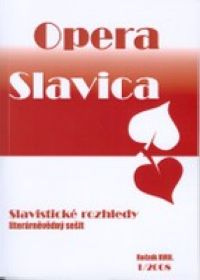 Opera
Slavica
Slavistické rozhledy
literárněvědný sešit
Ročník XVIII.
1/2008